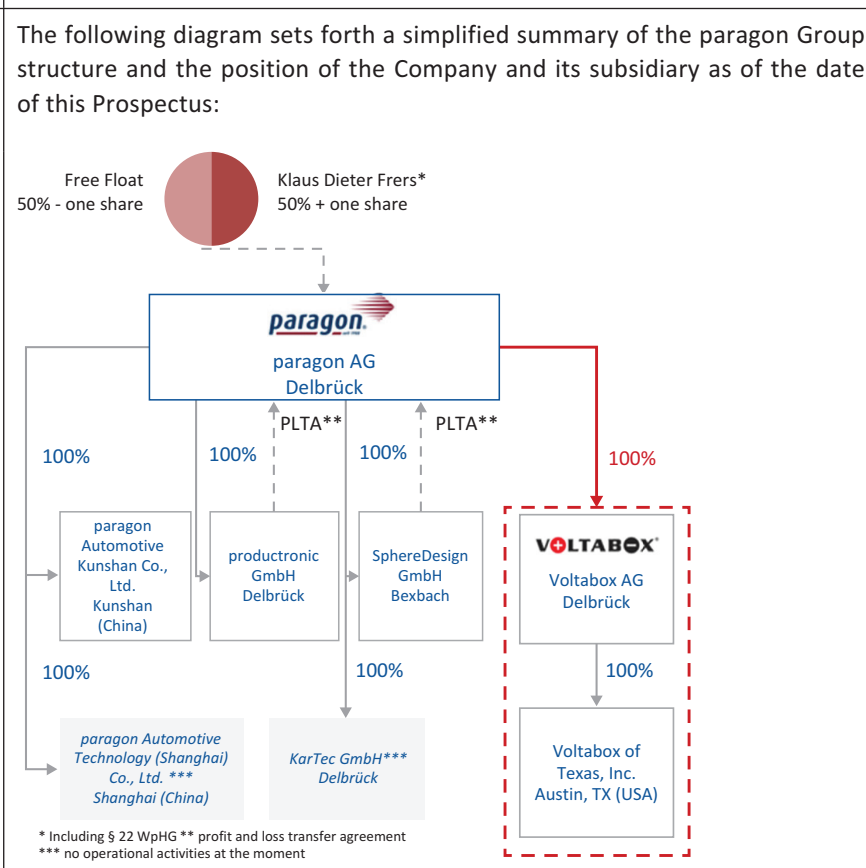 The following diagram sets forth a simplified summary of the paragon Group
structure and the position of the Company and its subsidiary as of the date
of this Prospectus:
Free Float
50% - one share
Klaus Dieter Frers*
50% + one share
paragon
paragon AG
Delbrück
PLTA**
PLTA**
100%
100%
100%
100%
paragon
Automotive
Kunshan Co.,
Ltd.
Kunshan
(China)
productronic
GmbH
Delbrück
SphereDesign
GmbH
Bexbach
VOLTABOX
Voltabox AG
Delbrück
100%
100%
100%
paragon Automotive
Technology (Shanghai)
Co., Ltd. ***
Shanghai (China)
KarTec GmbH***
Delbrück
Voltabox of
Texas, Inc.
Austin, TX (USA)
* Including § 22 WpHG ** profit and loss transfer agreement
*** no operational activities at the moment